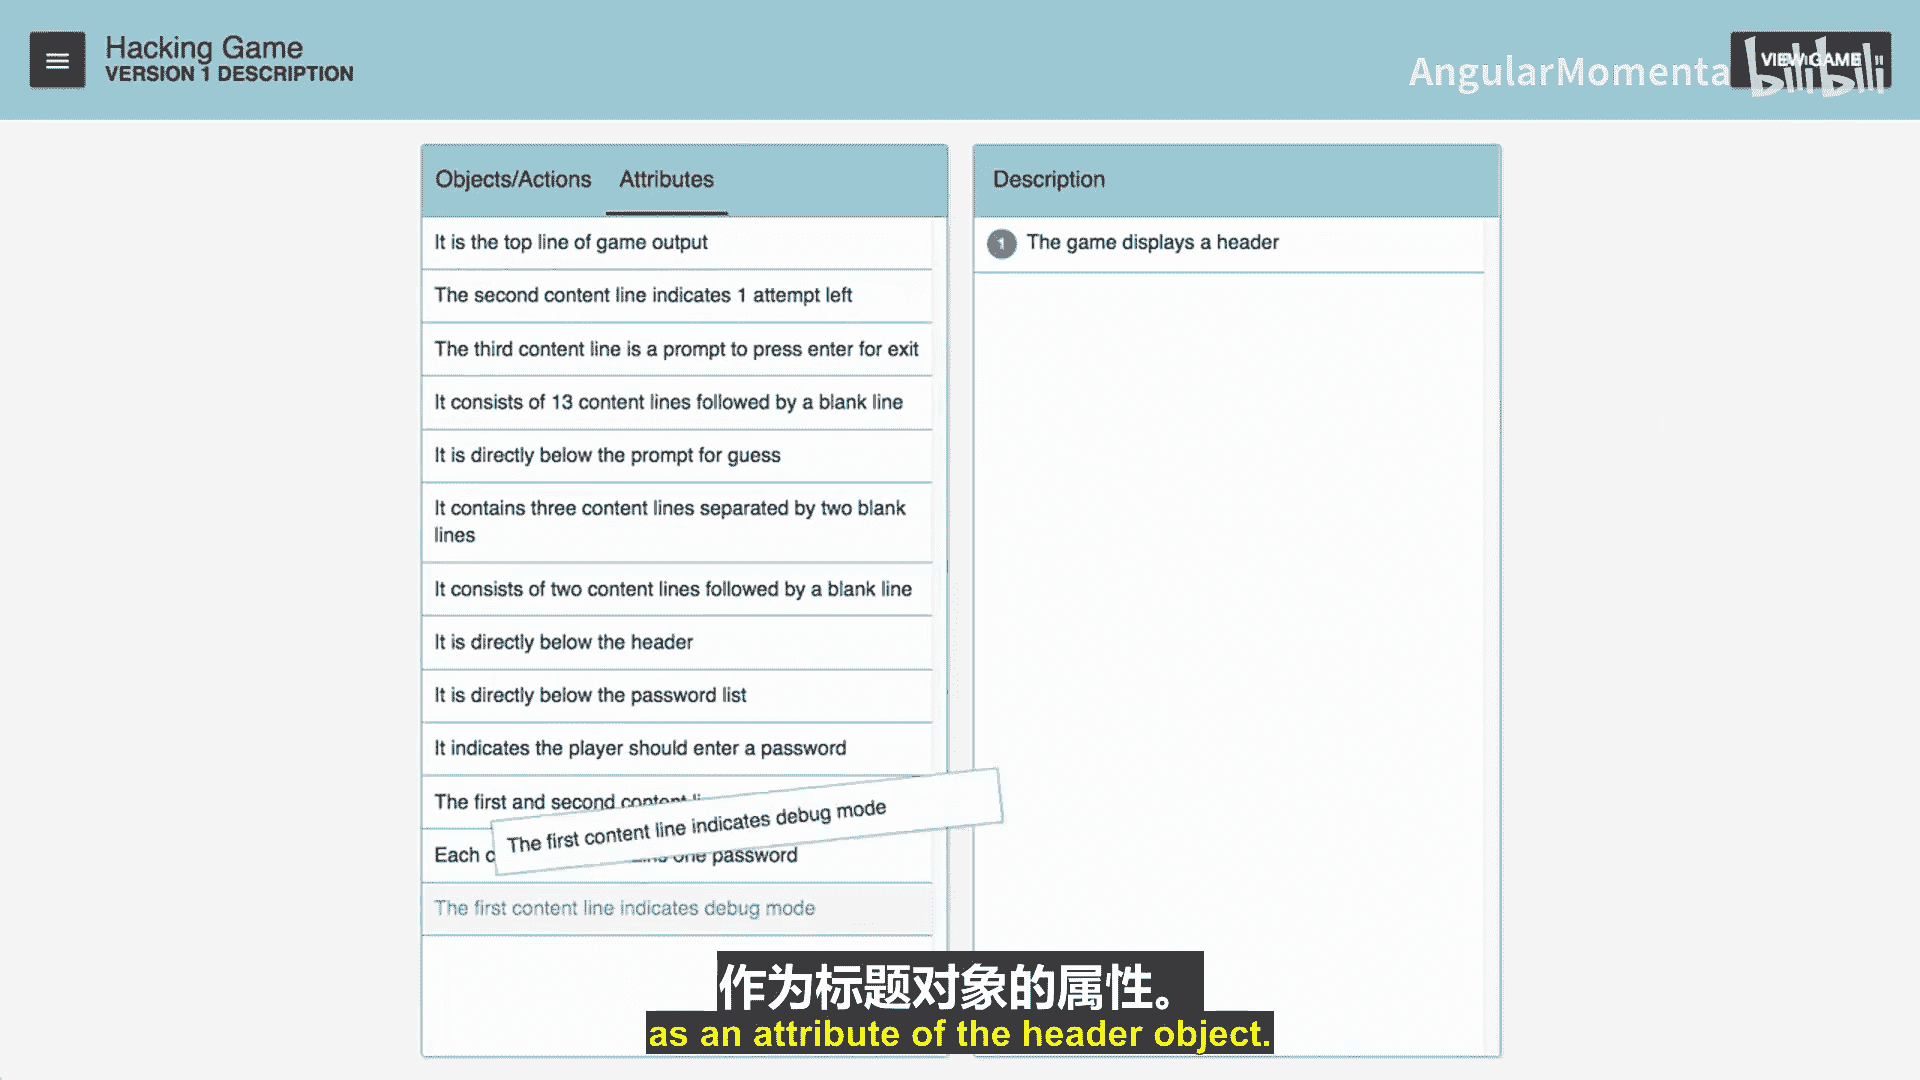 Hacking Game
VERSION 1 DESCRIPTION
AngularMomenta
VIEW GAME
bilibili
Objects/Actions Attributes
It is the top line of game output
The second content line indicates 1 attempt left
The third content line is a prompt to press enter for exit
It consists of 13 content lines followed by a blank line
It is directly below the prompt for guess
It contains three content lines separated by two blank
lines
It consists of two content lines followed by a blank line
It is directly below the header
It is directly below the password list
It indicates the player should enter a password
The first and second content
The first content line indicates debug mode
Each one password
The first content line indicates debug mode
Description
1 The game displays a header
作为标题对象的属性。
as an attribute of the header object.